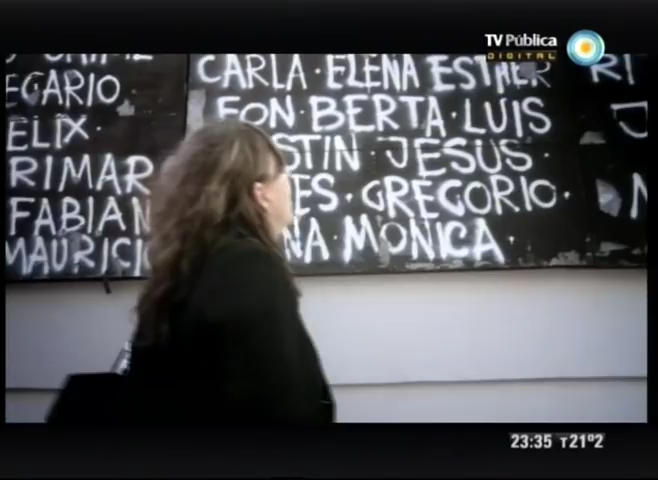 TV Pública
DIGITAL
CARLA · ELENA ESTHER
EGARIO · BERTA · LUIS
ELIX · STIN JESUS ·
RIMAR ES · GREGORIO ·
FABIAN NA · MONICA ·
MAURICIO
23:35 T21º2